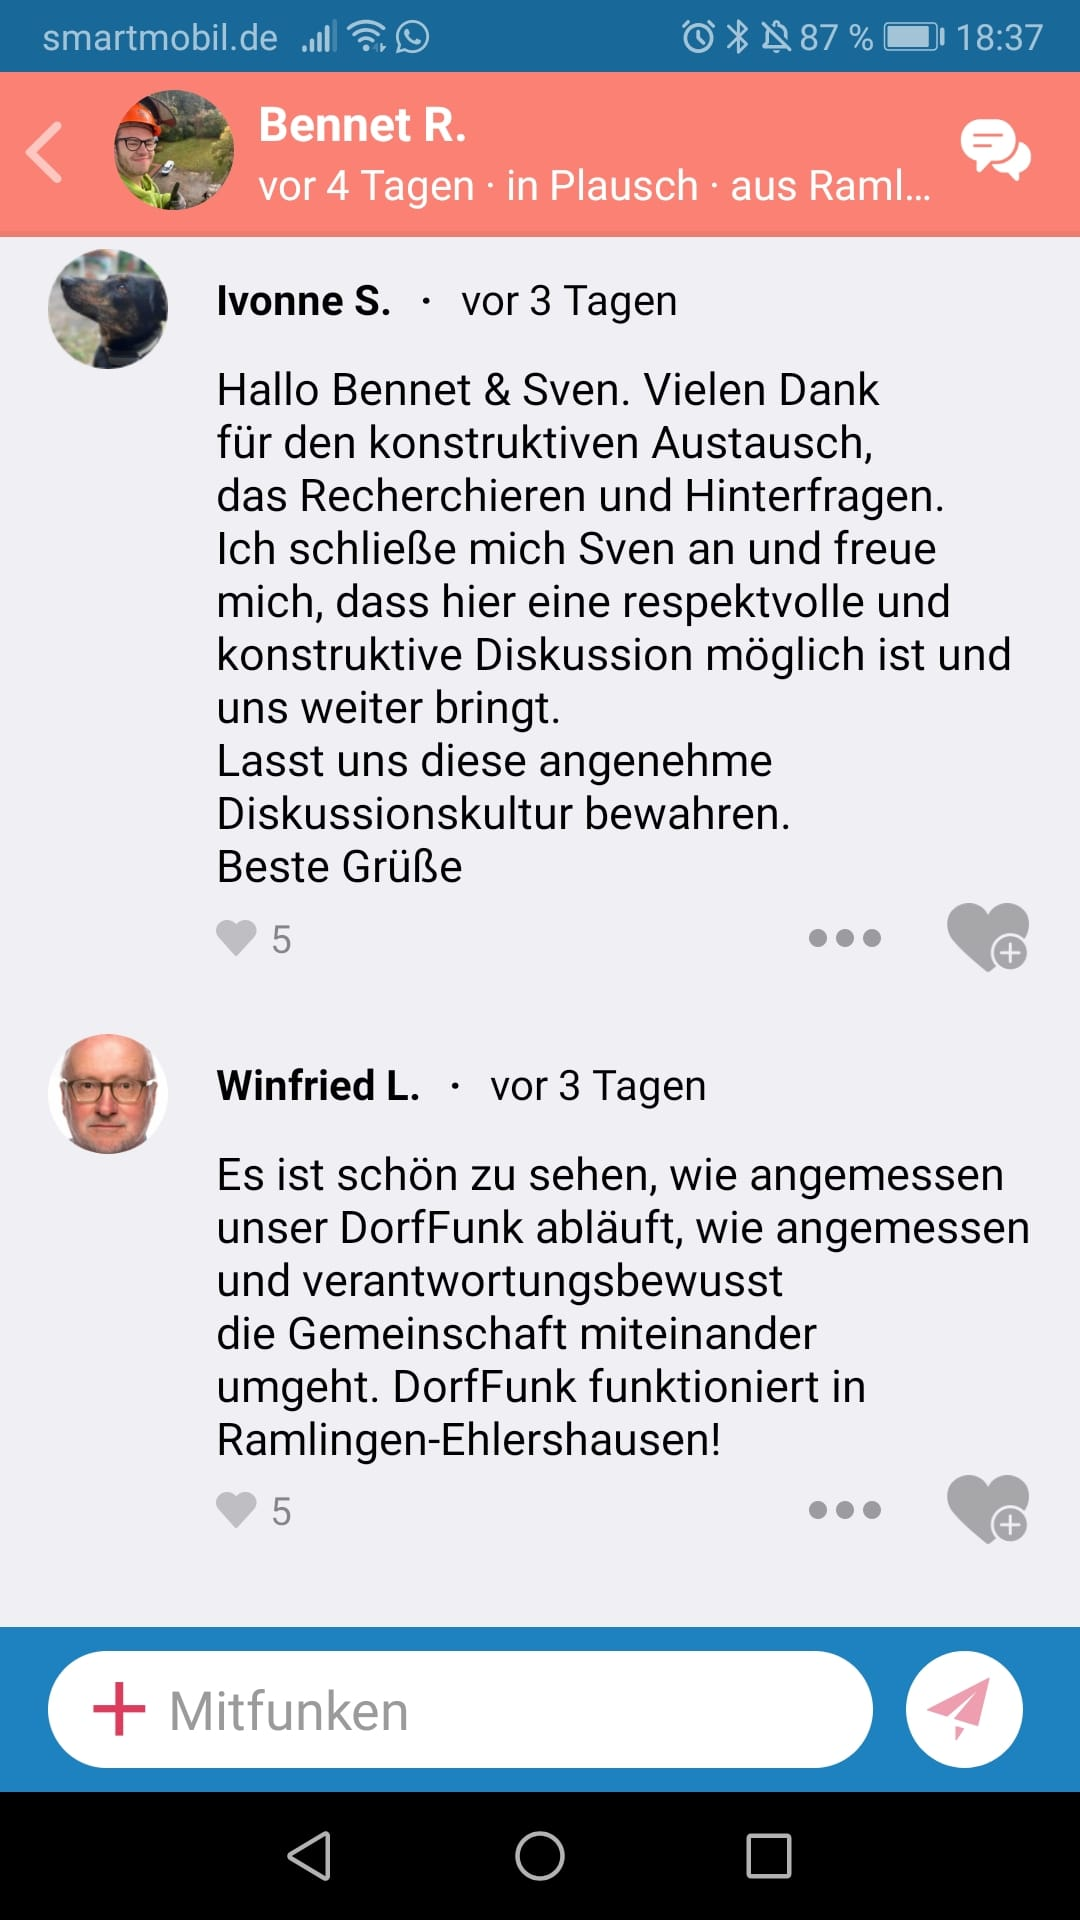 smartmobil.de 87 % 18:37
Bennet R.
vor 4 Tagen · in Plausch · aus Raml...
Ivonne S. · vor 3 Tagen
Hallo Bennet & Sven. Vielen Dank
für den konstruktiven Austausch,
das Recherchieren und Hinterfragen.
Ich schließe mich Sven an und freue
mich, dass hier eine respektvolle und
konstruktive Diskussion möglich ist und
uns weiter bringt.
Lasst uns diese angenehme
Diskussionskultur bewahren.
Beste Grüße
5
Winfried L. · vor 3 Tagen
Es ist schön zu sehen, wie angemessen
unser DorfFunk abläuft, wie angemessen
und verantwortungsbewusst
die Gemeinschaft miteinander
umgeht. DorfFunk funktioniert in
Ramlingen-Ehlershausen!
5
Mitfunken